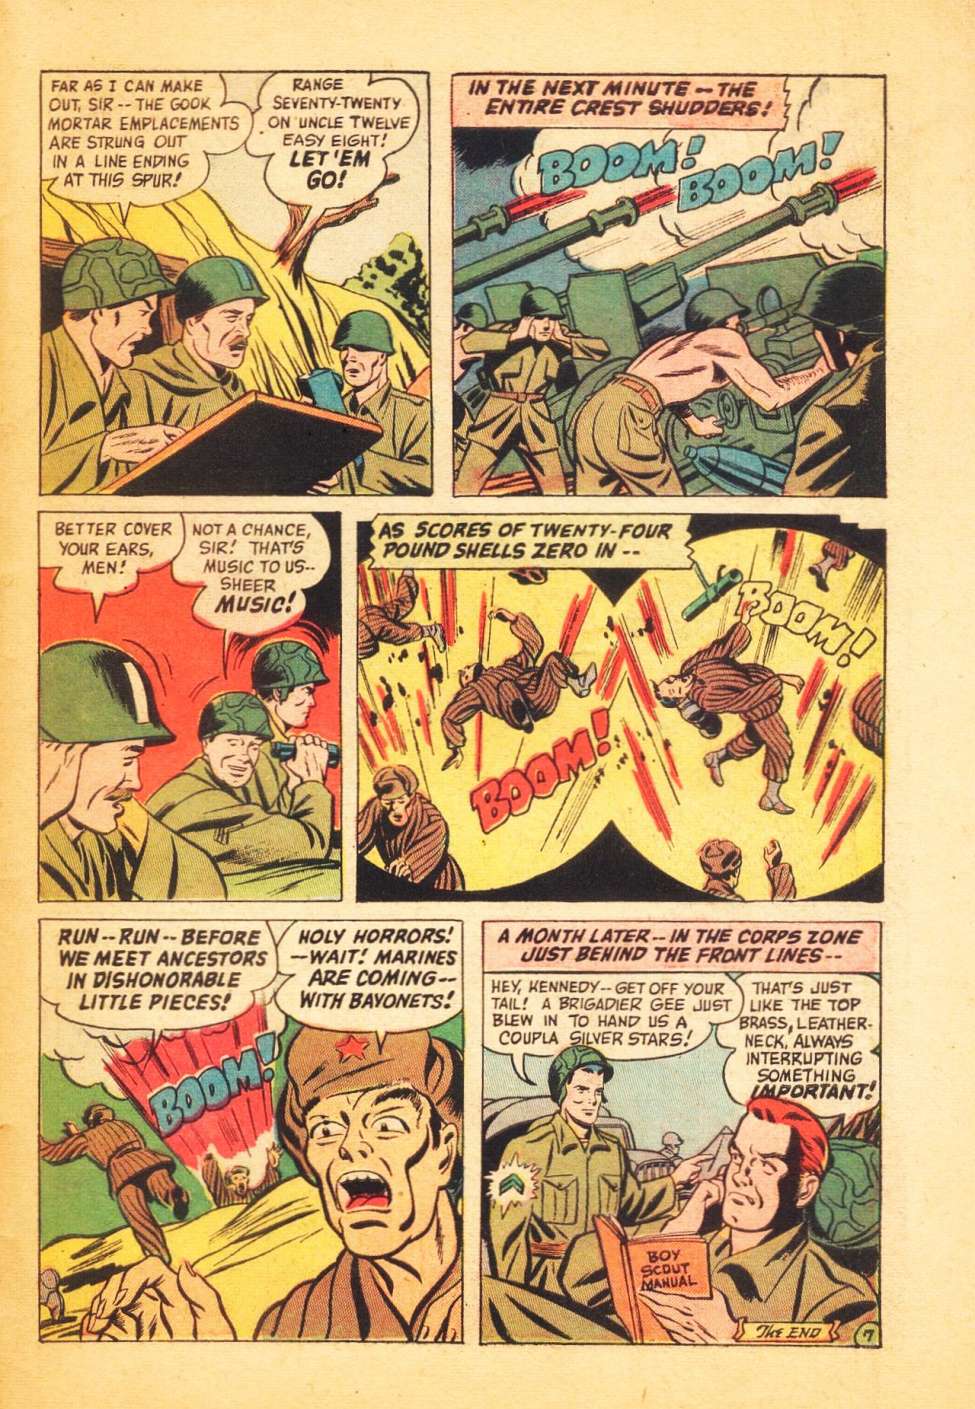 FAR AS I CAN MAKE
OUT, SIR -- THE GOOK
MORTAR EMPLACEMENTS
ARE STRUNG OUT
IN A LINE ENDING
AT THIS SPUR!
RANGE
SEVENTY-TWENTY
ON UNCLE TWELVE
EASY EIGHT!
LET 'EM
GO!
IN THE NEXT MINUTE -- THE
ENTIRE CREST SHUDDERS!
BOOM!
BOOM!
BETTER COVER
YOUR EARS,
MEN!
NOT A CHANCE,
SIR! THAT'S
MUSIC TO US--
SHEER
MUSIC!
AS SCORES OF TWENTY-FOUR
POUND SHELLS ZERO IN --
BOOM!
BOOM!
RUN -- RUN -- BEFORE
WE MEET ANCESTORS
IN DISHONORABLE
LITTLE PIECES!
HOLY HORRORS!
--WAIT! MARINES
ARE COMING--
WITH BAYONETS!
BOOM!
A MONTH LATER -- IN THE CORPS ZONE
JUST BEHIND THE FRONT LINES --
HEY, KENNEDY -- GET OFF YOUR
TAIL! A BRIGADIER GEE JUST
BLEW IN TO HAND US A
COUPLA SILVER STARS!
THAT'S JUST
LIKE THE TOP
BRASS, LEATHER-
NECK, ALWAYS
INTERRUPTING
SOMETHING
IMPORTANT!
BOY
SCOUT
MANUAL
THE END
7